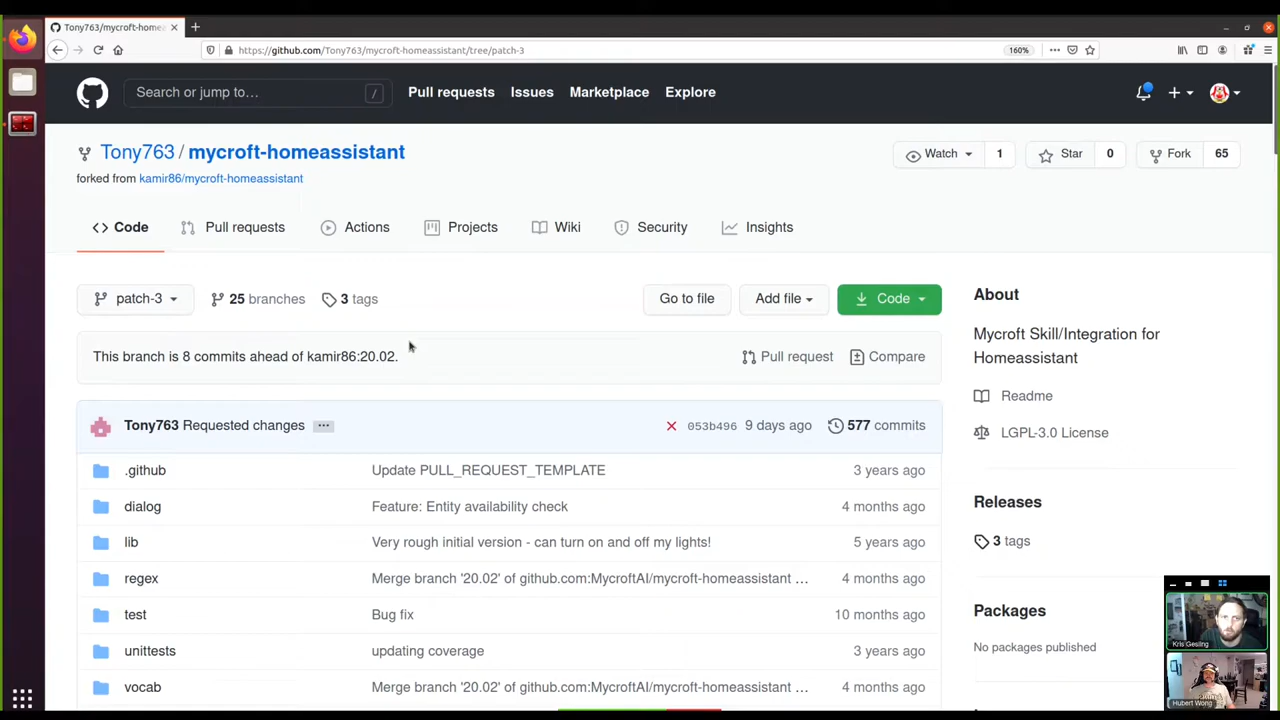 Tony763/mycroft-home
https://github.com/Tony763/mycroft-homeassistant/tree/patch-3
160%
Search or jump to…
/
Pull requests
Issues
Marketplace
Explore
Tony763 / mycroft-homeassistant
forked from kamir86/mycroft-homeassistant
Watch
1
Star
0
Fork
65
Code
Pull requests
Actions
Projects
Wiki
Security
Insights
patch-3
25 branches
3 tags
Go to file
Add file
Code
This branch is 8 commits ahead of kamir86:20.02.
Pull request
Compare
Tony763 Requested changes
053b496
9 days ago
577 commits
.github
Update PULL_REQUEST_TEMPLATE
3 years ago
dialog
Feature: Entity availability check
4 months ago
lib
Very rough initial version - can turn on and off my lights!
5 years ago
regex
Merge branch '20.02' of github.com:MycroftAI/mycroft-homeassistant …
4 months ago
test
Bug fix
10 months ago
unittests
updating coverage
3 years ago
vocab
Merge branch '20.02' of github.com:MycroftAI/mycroft-homeassistant …
4 months ago
About
Mycroft Skill/Integration for
Homeassistant
Readme
LGPL-3.0 License
Releases
3 tags
Packages
No packages published
Kris Gesling
Hubert Wong